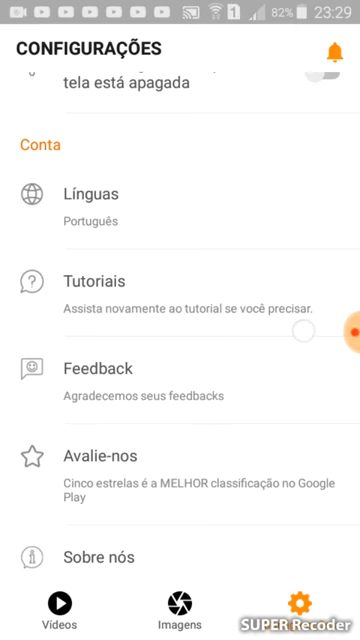 82% 23:29
CONFIGURAÇÕES
tela está apagada
Conta
Línguas
Português
Tutoriais
Assista novamente ao tutorial se você precisar.
Feedback
Agradecemos seus feedbacks
Avalie-nos
Cinco estrelas é a MELHOR classificação no Google
Play
Sobre nós
Vídeos
Imagens
SUPER Recorder